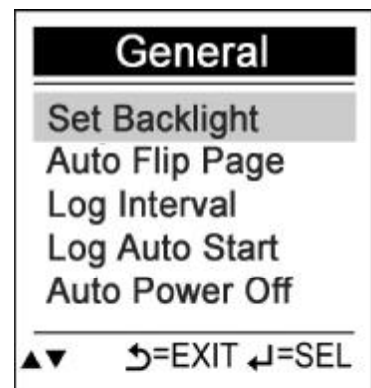 General
Set Backlight
Auto Flip Page
Log Interval
Log Auto Start
Auto Power Off
▲▼ ⮌=EXIT ↵=SEL